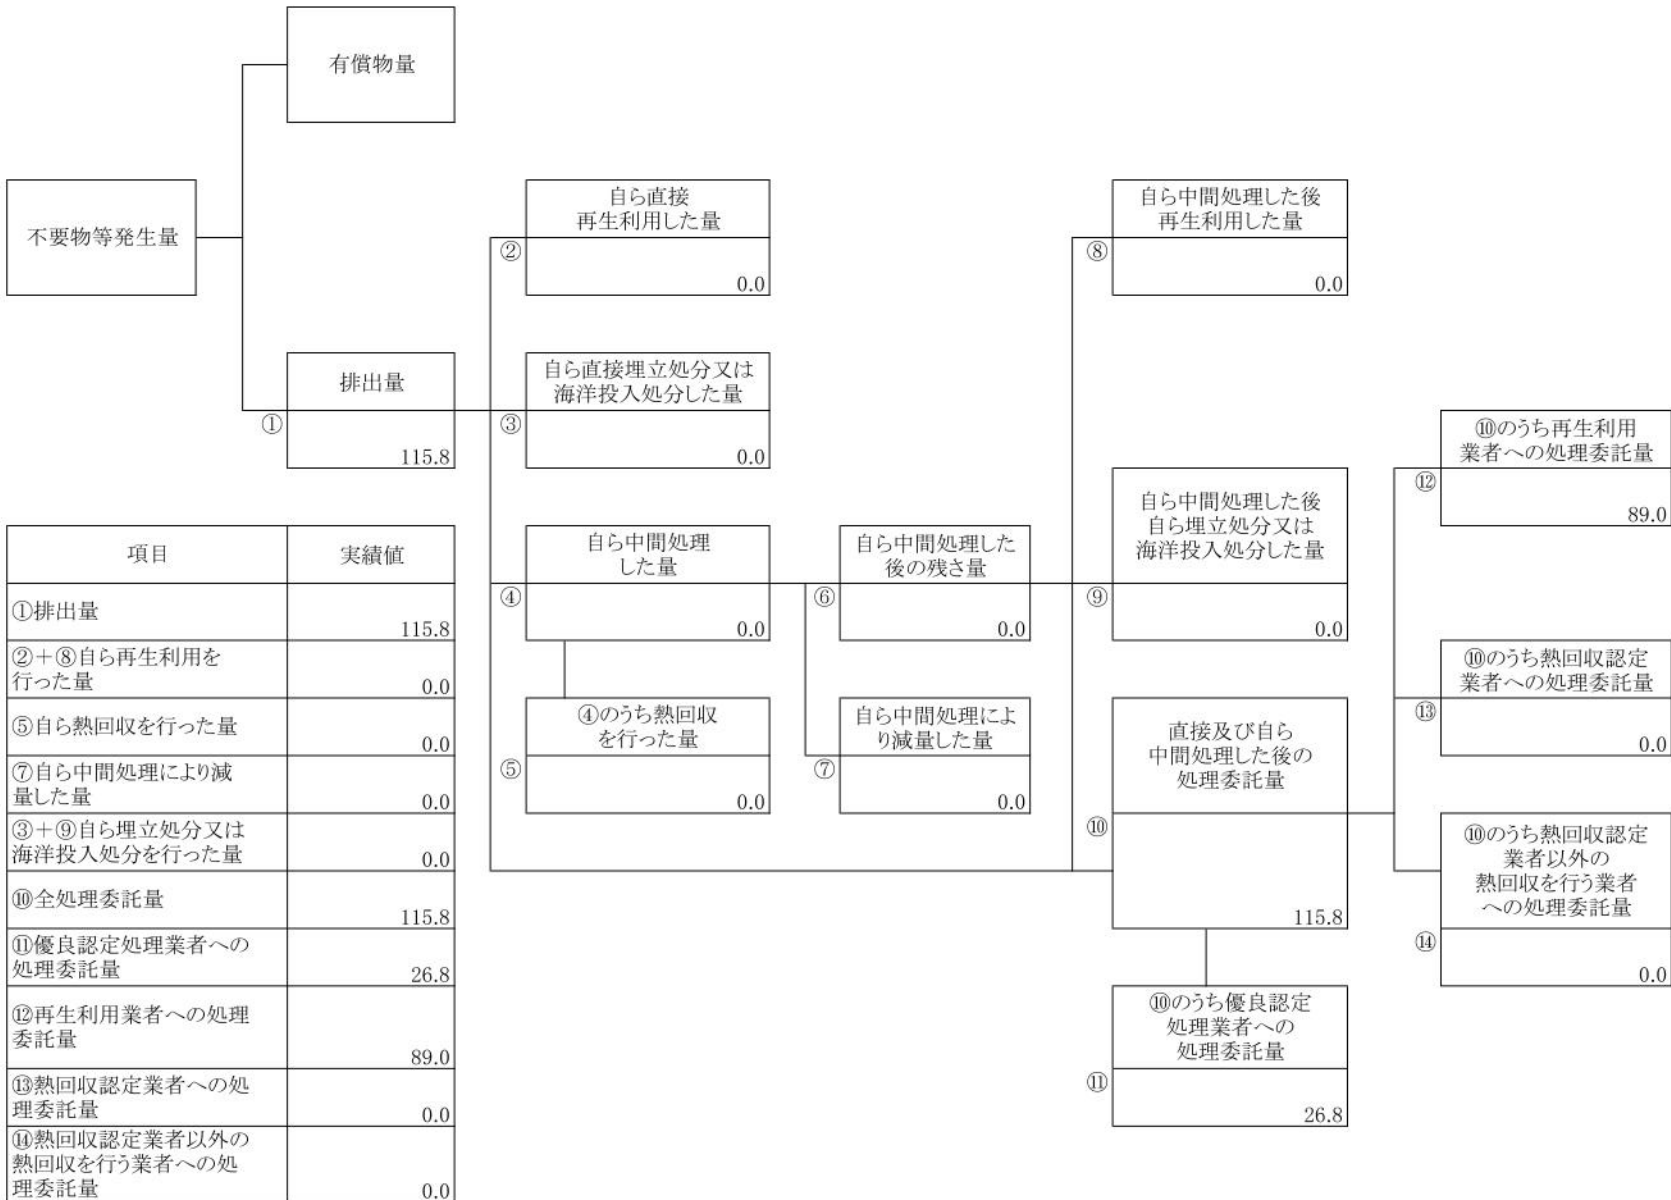 有償物量
不要物等発生量
自ら直接
再生利用した量
②
0.0
自ら中間処理した後
再生利用した量
⑧
0.0
排出量
①
115.8
自ら直接埋立処分又は
海洋投入処分した量
③
0.0
⑩のうち再生利用
業者への処理委託量
⑫
89.0
自ら中間処理
した量
④
0.0
自ら中間処理した
後の残さ量
⑥
0.0
自ら中間処理した後
自ら埋立処分又は
海洋投入処分した量
⑨
0.0
⑩のうち熱回収認定
業者への処理委託量
⑬
0.0
④のうち熱回収
を行った量
⑤
0.0
自ら中間処理によ
り減量した量
⑦
0.0
直接及び自ら
中間処理した後の
処理委託量
⑩
115.8
⑩のうち熱回収認定
業者以外の
熱回収を行う業者
への処理委託量
⑭
0.0
⑩のうち優良認定
処理業者への
処理委託量
⑪
26.8
項目 実績値
①排出量
115.8
②+⑧自ら再生利用を
行った量
0.0
⑤自ら熱回収を行った量
0.0
⑦自ら中間処理により減
量した量
0.0
③+⑨自ら埋立処分又は
海洋投入処分を行った量
0.0
⑩全処理委託量
115.8
⑪優良認定処理業者への
処理委託量
26.8
⑫再生利用業者への処理
委託量
89.0
⑬熱回収認定業者への処
理委託量
0.0
⑭熱回収認定業者以外の
熱回収を行う業者への処
理委託量
0.0